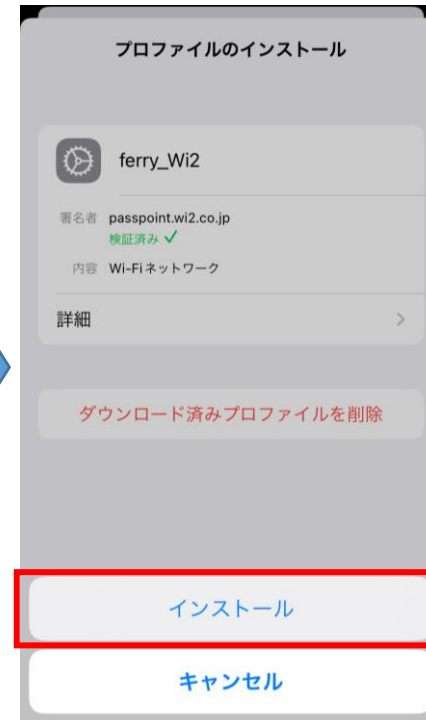 プロファイルのインストール
ferry_Wi2
署名者 passpoint.wi2.co.jp
検証済み ✓
内容 Wi-Fiネットワーク
詳細
ダウンロード済みプロファイルを削除
インストール
キャンセル